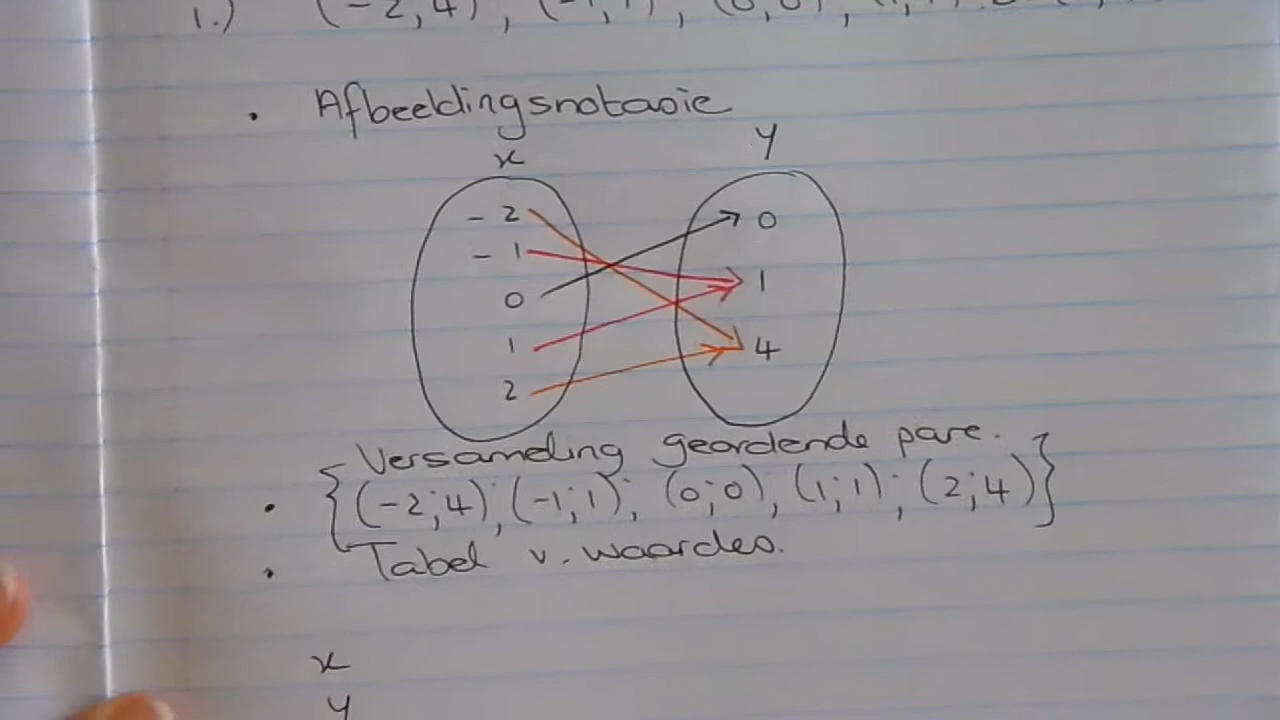 1.) (-2;4), (-1;1), (0;0),
. Afbeeldingsnotasie
x y
-2 0
-1 1
0
1 4
2
Versameling geordende pare.
. {(-2;4); (-1;1); (0;0); (1;1); (2;4)}
. Tabel v. waardes.
x
y